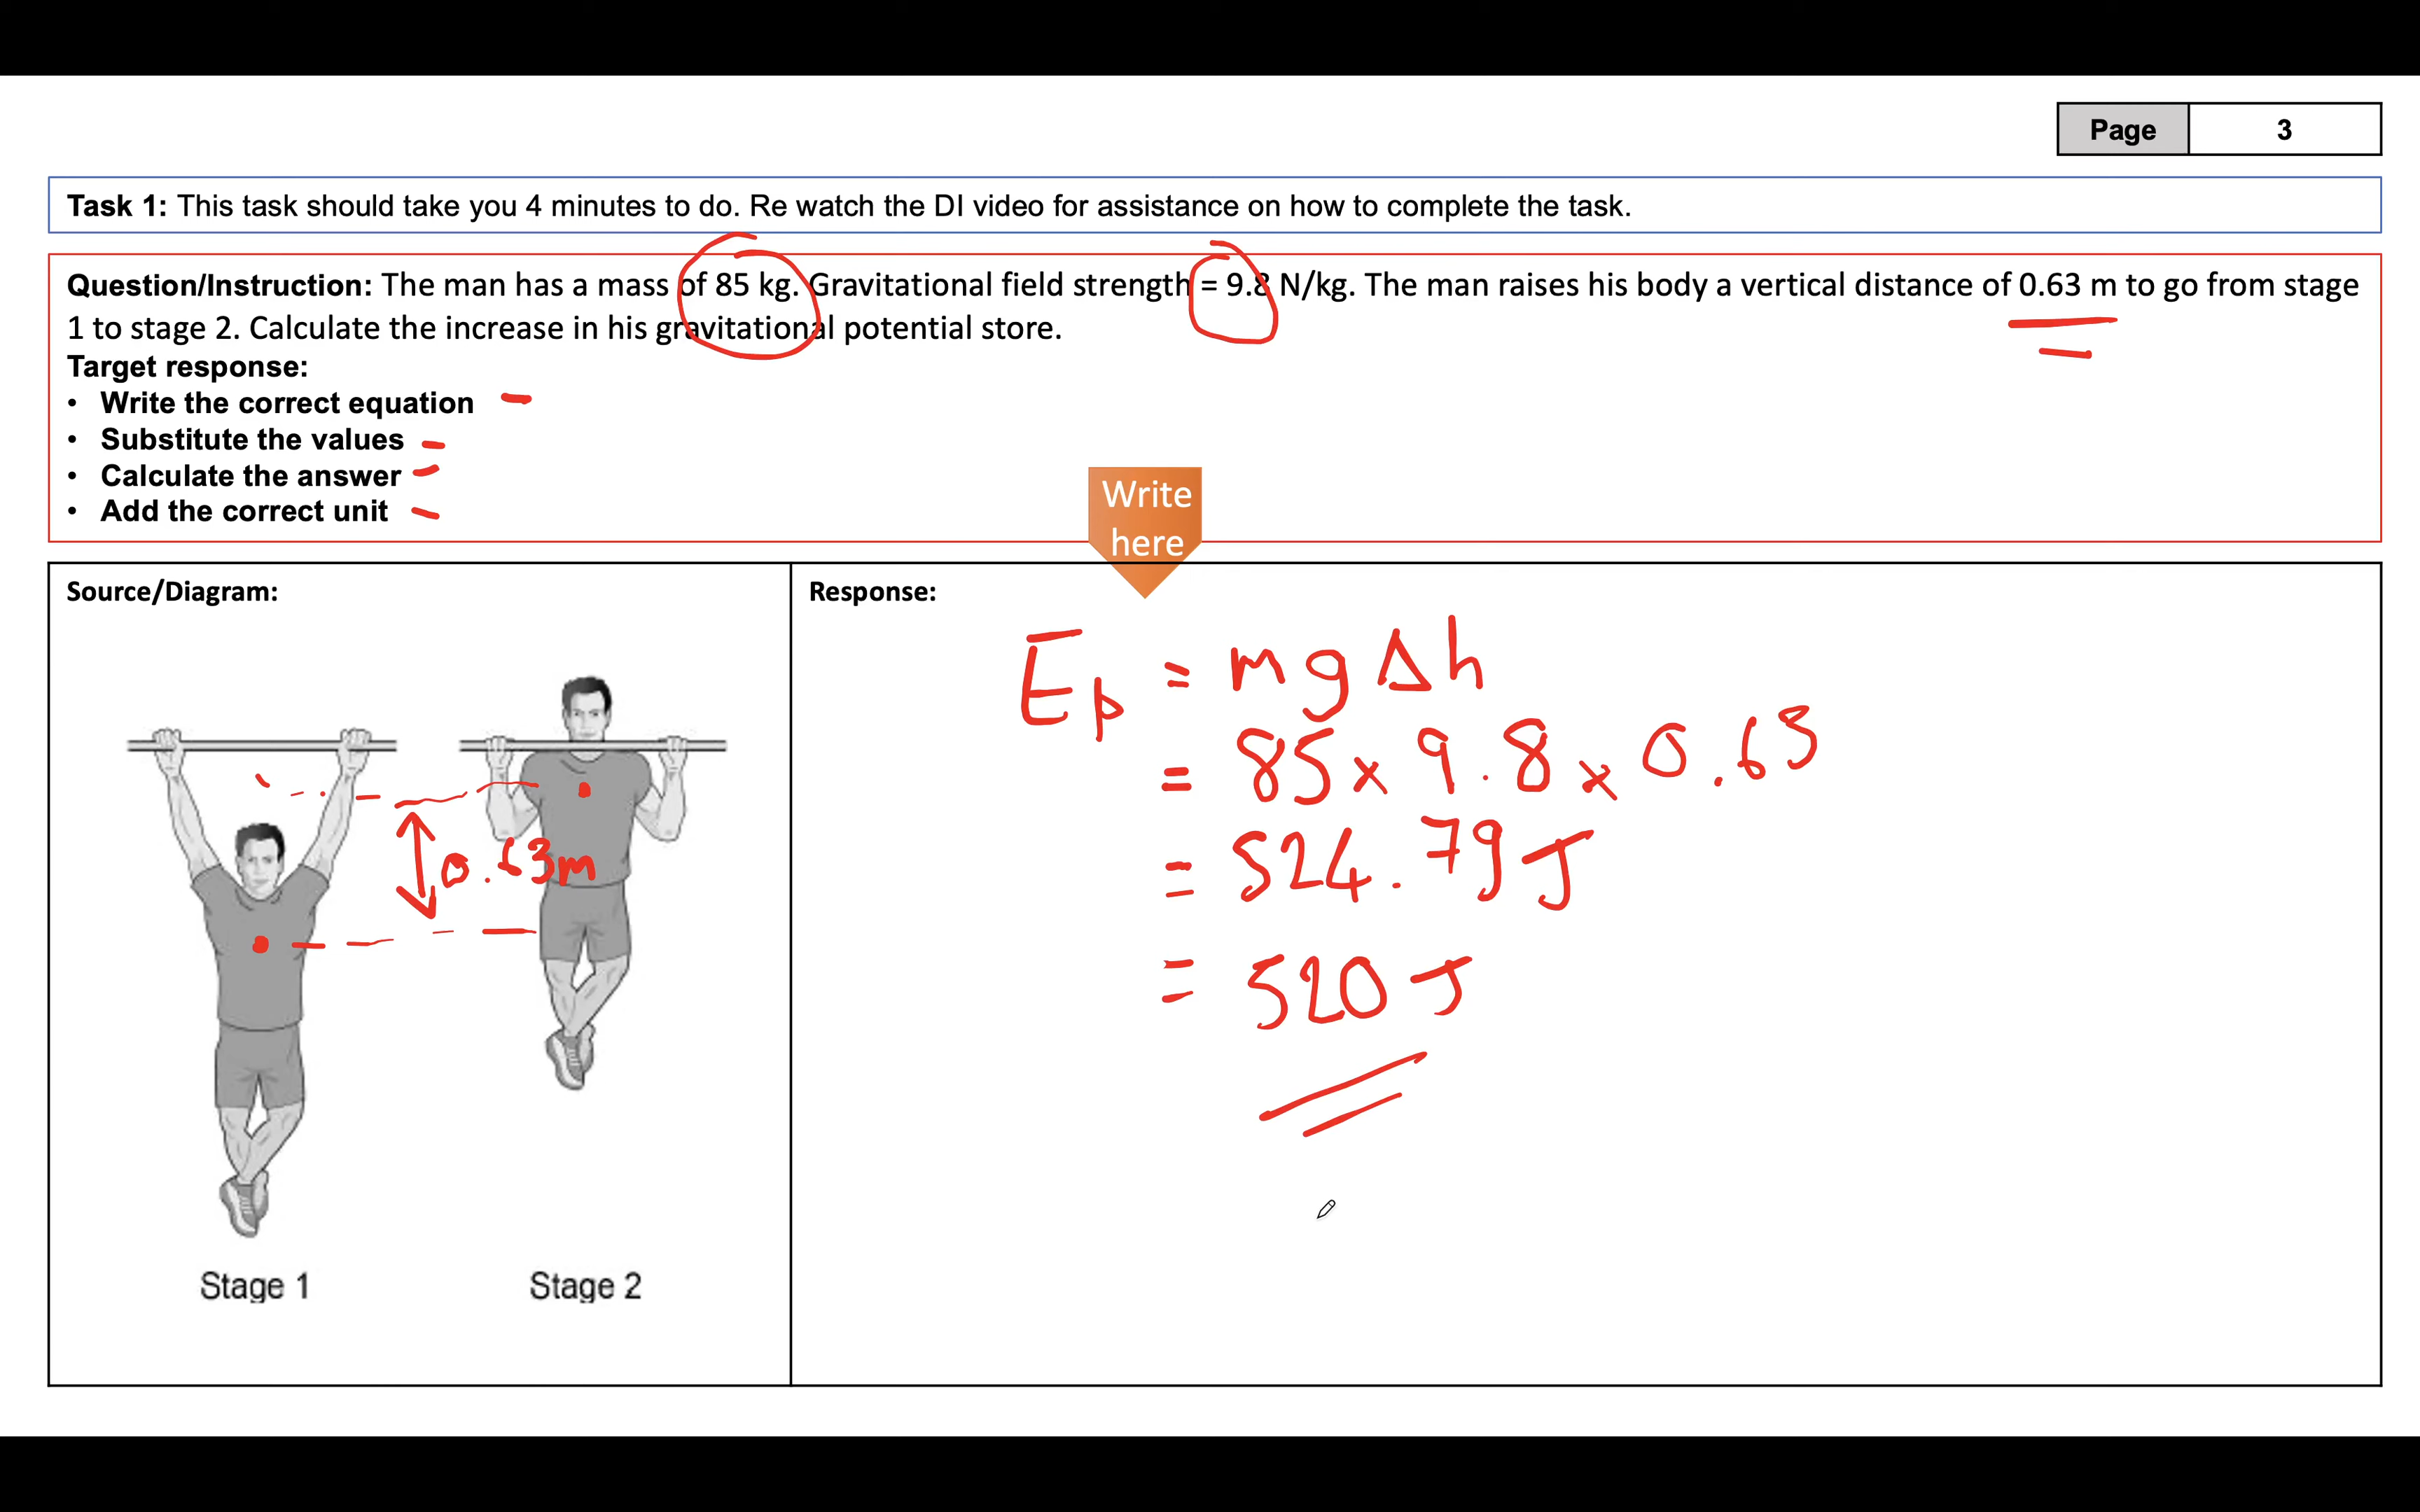 Page 3
Task 1: This task should take you 4 minutes to do. Re watch the DI video for assistance on how to complete the task.
Question/Instruction: The man has a mass of 85 kg. Gravitational field strength = 9.8 N/kg. The man raises his body a vertical distance of 0.63 m to go from stage
1 to stage 2. Calculate the increase in his gravitational potential store.
Target response:
• Write the correct equation
• Substitute the values
• Calculate the answer
• Add the correct unit
Write
here
Source/Diagram:
0.63m
Stage 1 Stage 2
Response:
Ep = mgΔh
= 85 × 9.8 × 0.63
= 524.79 J
= 520 J